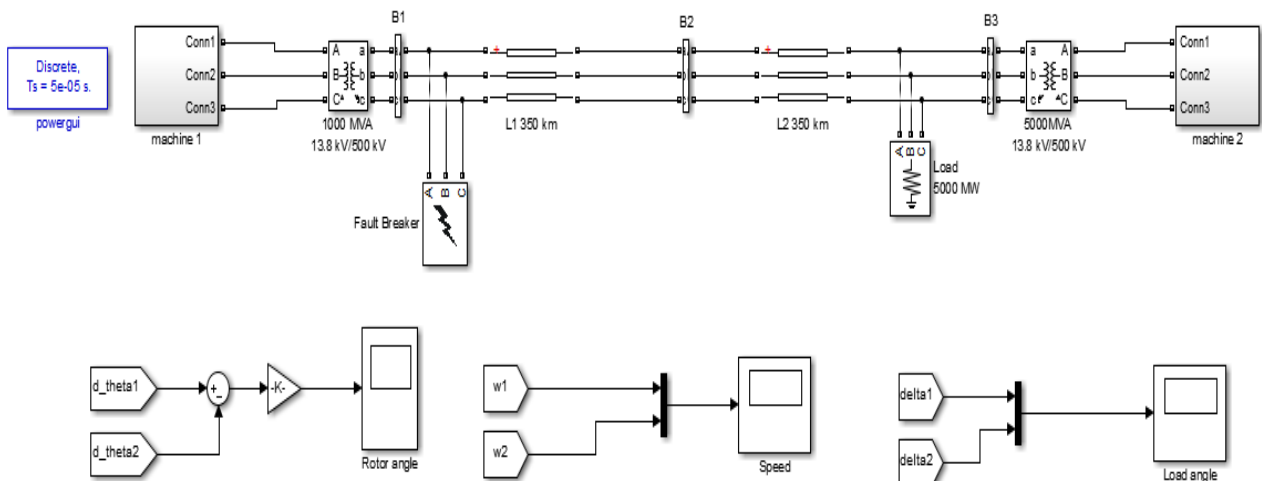 B1
B2
B3
Discrete,
Ts = 5e-05 s.
powergui
Conn1
Conn2
Conn3
machine 1
A
B
C
a
b
c
1000 MVA
13.8 kV/500 kV
A
B
C
Fault Breaker
+
L1 350 km
+
L2 350 km
A
B
C
Load
5000 MW
a
b
c
A
B
C
5000MVA
13.8 kV/500 kV
Conn1
Conn2
Conn3
machine 2
d_theta1
d_theta2
+
-
-K-
Rotor angle
w1
w2
Speed
delta1
delta2
Load angle